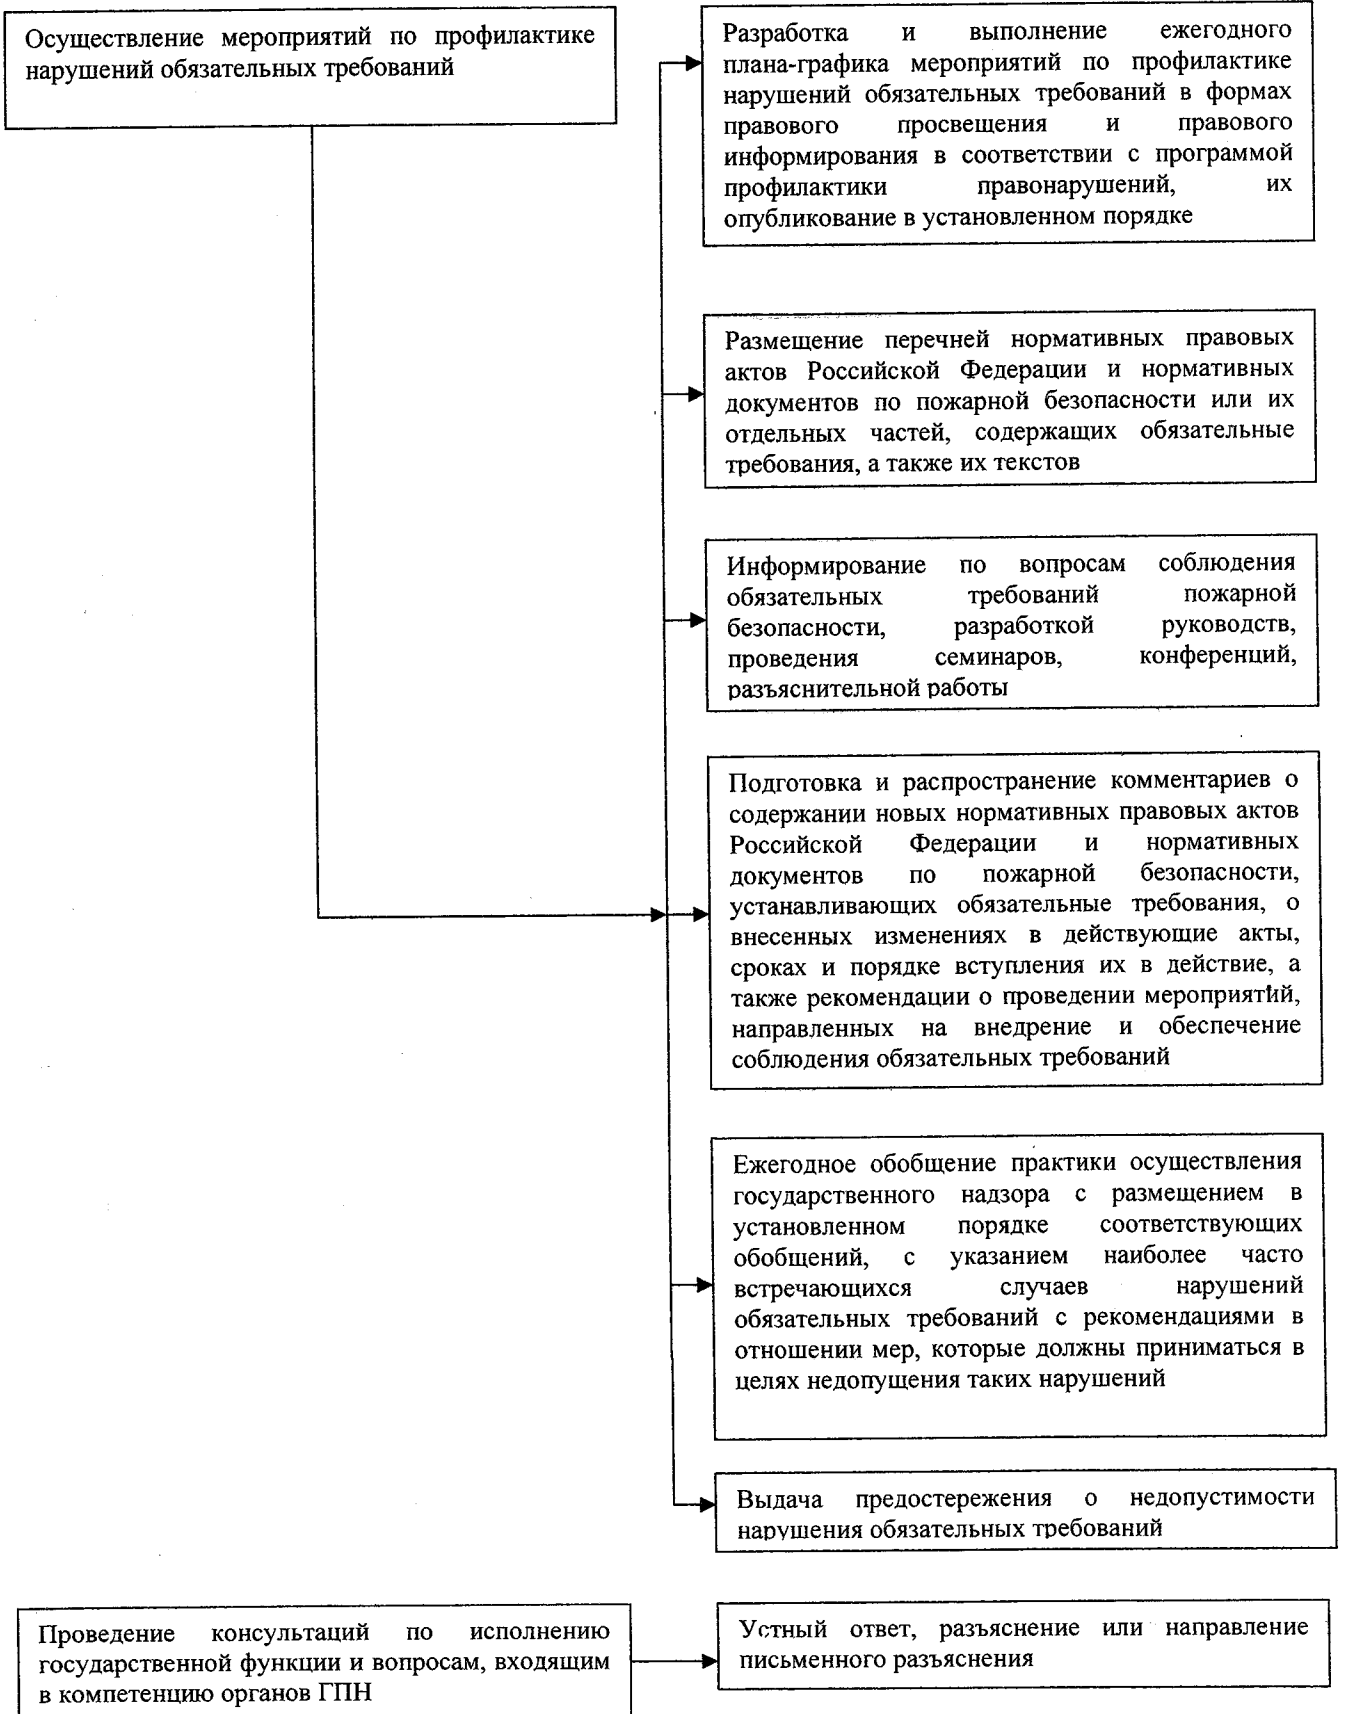 Осуществление мероприятий по профилактике
нарушений обязательных требований
Разработка и выполнение ежегодного
плана-графика мероприятий по профилактике
нарушений обязательных требований в формах
правового просвещения и правового
информирования в соответствии с программой
профилактики правонарушений, их
опубликование в установленном порядке
Размещение перечней нормативных правовых
актов Российской Федерации и нормативных
документов по пожарной безопасности или их
отдельных частей, содержащих обязательные
требования, а также их текстов
Информирование по вопросам соблюдения
обязательных требований пожарной
безопасности, разработкой руководств,
проведения семинаров, конференций,
разъяснительной работы
Подготовка и распространение комментариев о
содержании новых нормативных правовых актов
Российской Федерации и нормативных
документов по пожарной безопасности,
устанавливающих обязательные требования, о
внесенных изменениях в действующие акты,
сроках и порядке вступления их в действие, а
также рекомендации о проведении мероприятий,
направленных на внедрение и обеспечение
соблюдения обязательных требований
Ежегодное обобщение практики осуществления
государственного надзора с размещением в
установленном порядке соответствующих
обобщений, с указанием наиболее часто
встречающихся случаев нарушений
обязательных требований с рекомендациями в
отношении мер, которые должны приниматься в
целях недопущения таких нарушений
Выдача предостережения о недопустимости
нарушения обязательных требований
Проведение консультаций по исполнению
государственной функции и вопросам, входящим
в компетенцию органов ГПН
Устный ответ, разъяснение или направление
письменного разъяснения